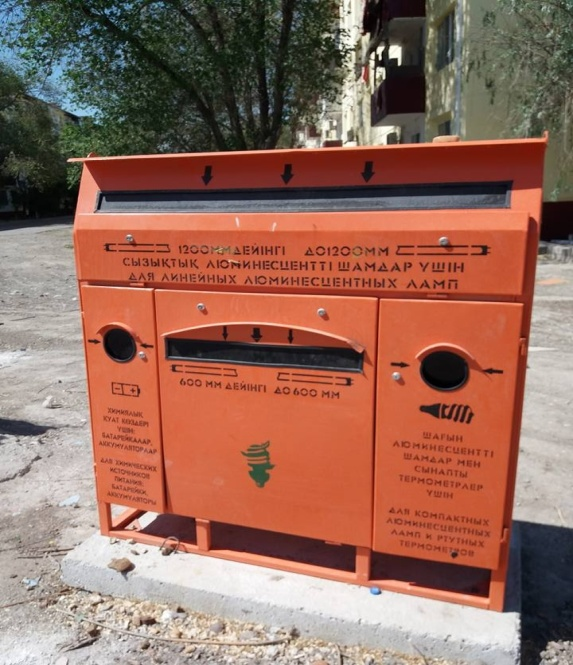 1200ММ ДЕЙІНГІ ДО1200ММ
СЫЗЫҚТЫҚ ЛЮМИНЕСЦЕНТТІ ШАМДАР ҮШІН
ДЛЯ ЛИНЕЙНЫХ ЛЮМИНЕСЦЕНТНЫХ ЛАМП
600 ММ ДЕЙІНГІ ДО 600 ММ
ХИМИЯЛЫҚ
ҚУАТ КӨЗДЕРІ
ҮШІН:
БАТАРЕЙКАЛАР,
АККУМУЛЯТОРЛАР
ДЛЯ ХИМИЧЕСКИХ
ИСТОЧНИКОВ
ПИТАНИЯ:
БАТАРЕЙКИ,
АККУМУЛЯТОРЫ
ШАҒЫН
ЛЮМИНЕСЦЕНТТІ
ШАМДАР МЕН
СЫНАПТЫ
ТЕРМОМЕТРЛЕР
ҮШІН
ДЛЯ КОМПАКТНЫХ
ЛЮМИНЕСЦЕНТНЫХ
ЛАМП И РТУТНЫХ
ТЕРМОМЕТРОВ